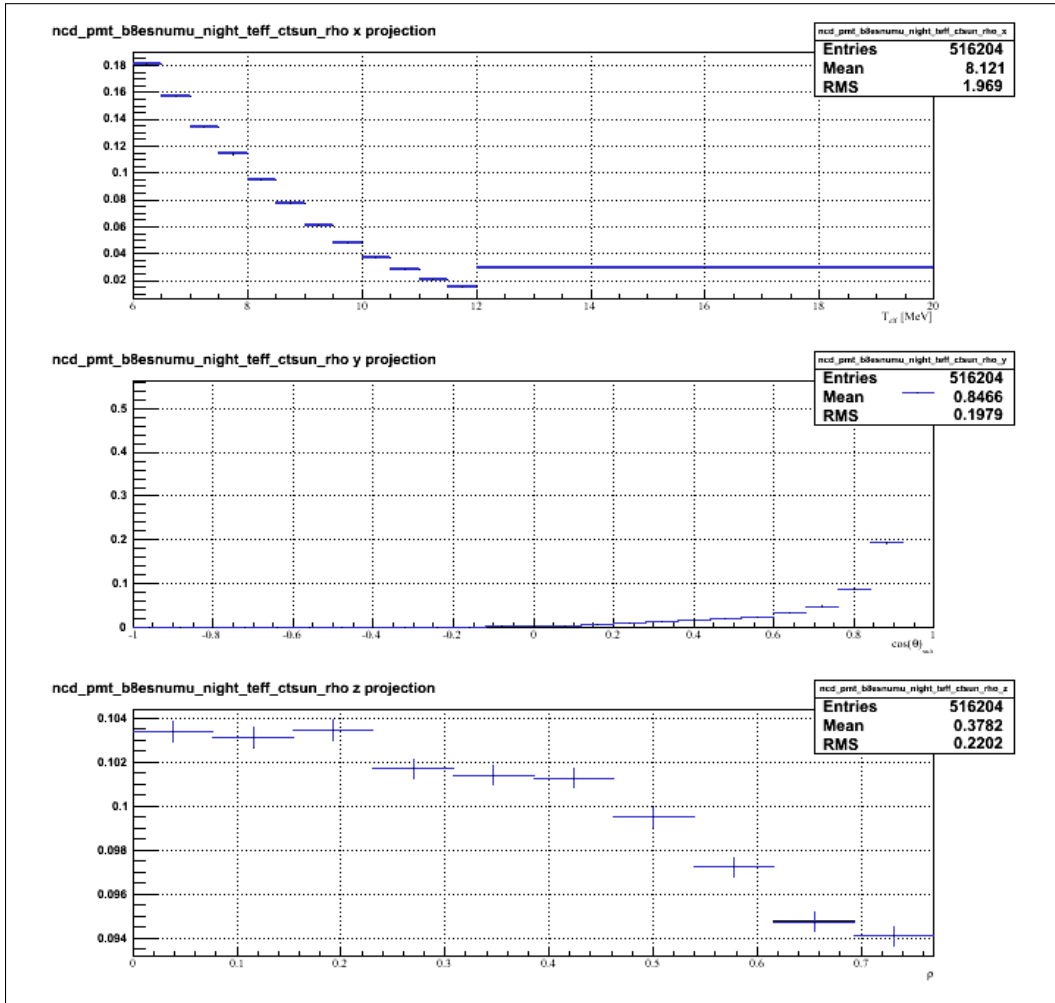 ncd_pmt_b8esnumu_night_teff_ctsun_rho x projection
ncd_pmt_b8esnumu_night_teff_ctsun_rho_x
Entries 516204
Mean 8.121
RMS 1.969
0.18
0.16
0.14
0.12
0.1
0.08
0.06
0.04
0.02
6 8 10 12 14 16 18 20
T_eff [MeV]
ncd_pmt_b8esnumu_night_teff_ctsun_rho y projection
ncd_pmt_b8esnumu_night_teff_ctsun_rho_y
Entries 516204
Mean 0.8466
RMS 0.1979
0.5
0.4
0.3
0.2
0.1
0
-1 -0.8 -0.6 -0.4 -0.2 0 0.2 0.4 0.6 0.8 1
cos(θ)
ncd_pmt_b8esnumu_night_teff_ctsun_rho z projection
ncd_pmt_b8esnumu_night_teff_ctsun_rho_z
Entries 516204
Mean 0.3782
RMS 0.2202
0.104
0.102
0.1
0.098
0.096
0.094
0 0.1 0.2 0.3 0.4 0.5 0.6 0.7
ρ